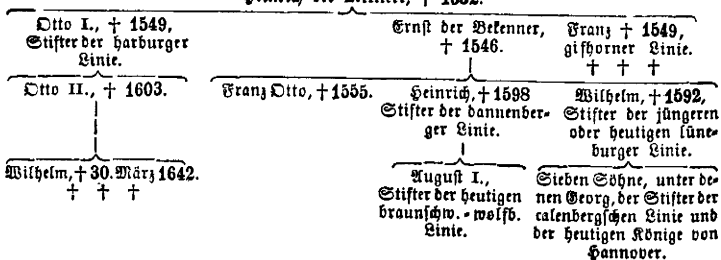 Otto I., † 1549,
Stifter der harburger
Linie.
Ernst der Bekenner,
† 1546.
Franz † 1549,
gifhorner Linie.
† † †
Otto II., † 1603.
Franz Otto, † 1555.
Heinrich, † 1598
Stifter der dannenber-
ger Linie.
Wilhelm, † 1592,
Stifter der jüngeren
oder heutigen lüne-
burger Linie.
Wilhelm, † 30. März 1642.
† † †
August I.,
Stifter der heutigen
braunschw.-wolfb.
Linie.
Sieben Söhne, unter de-
nen Georg, der Stifter der
calenbergschen Linie und
der heutigen Könige von
Hannover.